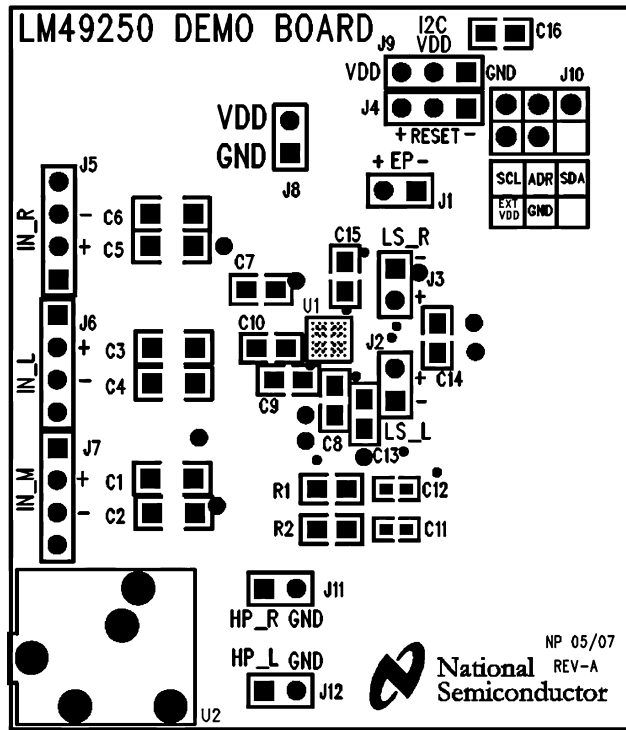 LM49250 DEMO BOARD
I2C
VDD
C16
J9
VDD
GND
J10
J4
+ RESET -
VDD
GND
J8
+ EP -
J1
SCL ADR SDA
EXT
VDD
GND
J5
IN_R
-
+
C6
C5
C15
LS_R
-
+
J3
C7
U1
J6
IN_L
+
-
C3
C4
C10
C9
J2
+
-
LS_L
C14
C8
C13
J7
IN_M
+
-
C1
C2
R1
C12
R2
C11
J11
HP_R GND
HP_L GND
J12
U2
NP 05/07
REV-A
National
Semiconductor